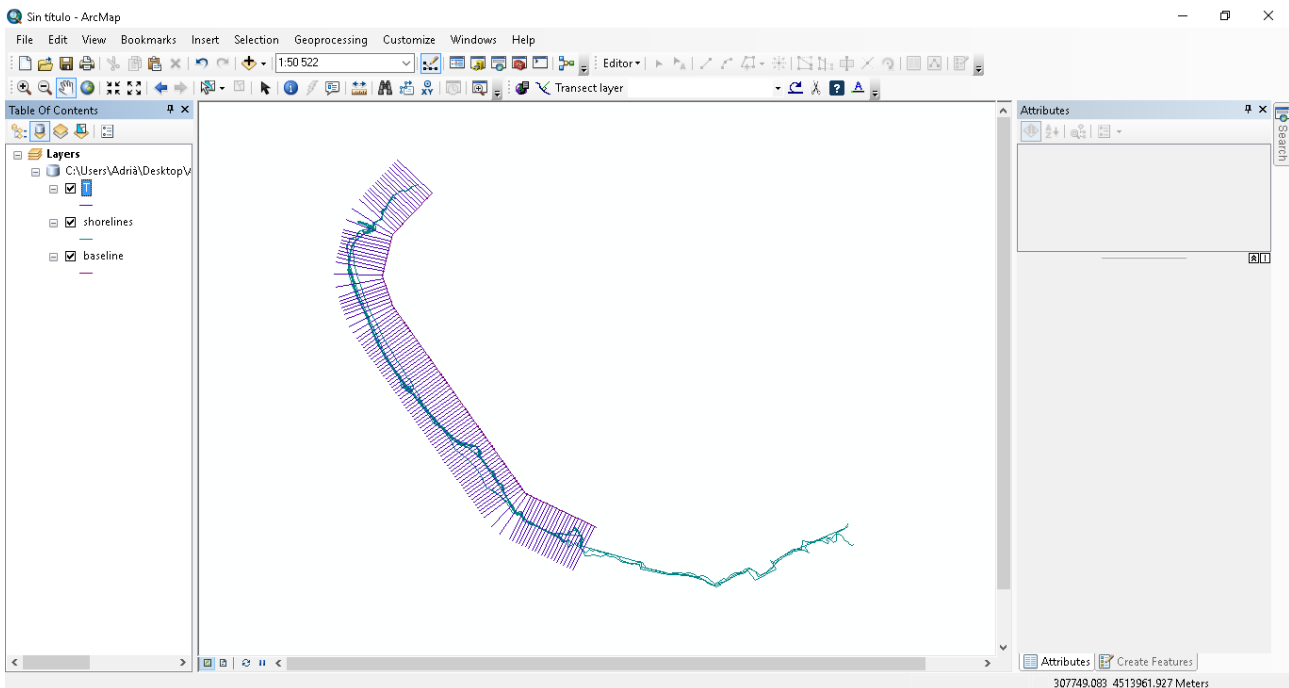 Sin título - ArcMap
File Edit View Bookmarks Insert Selection Geoprocessing Customize Windows Help
1:50 522
Editor
Transect layer
Table Of Contents
Layers
C:\Users\Adrià\Desktop\A
T
shorelines
baseline
Attributes
Search
Attributes
Create Features
307749.083 4513961.927 Meters